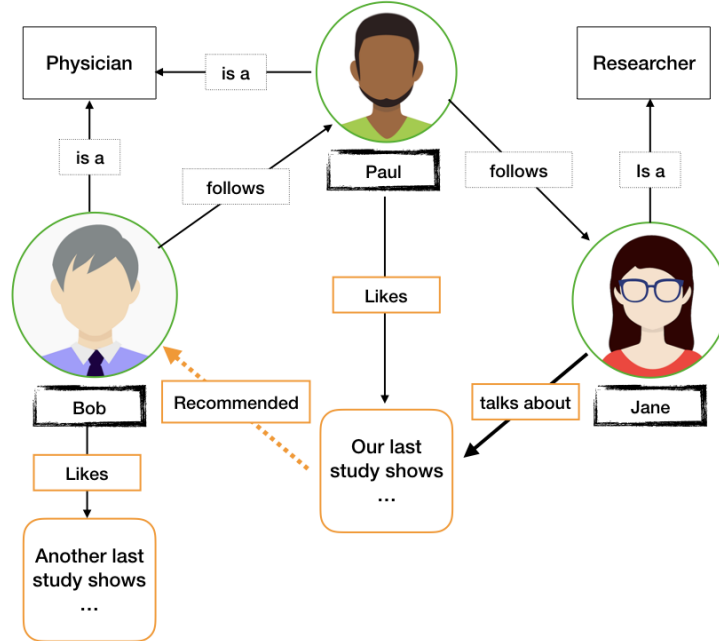 Physician
is a
Researcher
is a
follows
Paul
follows
Is a
Likes
Recommended
talks about
Bob
Jane
Our last
study shows
...
Likes
Another last
study shows
...